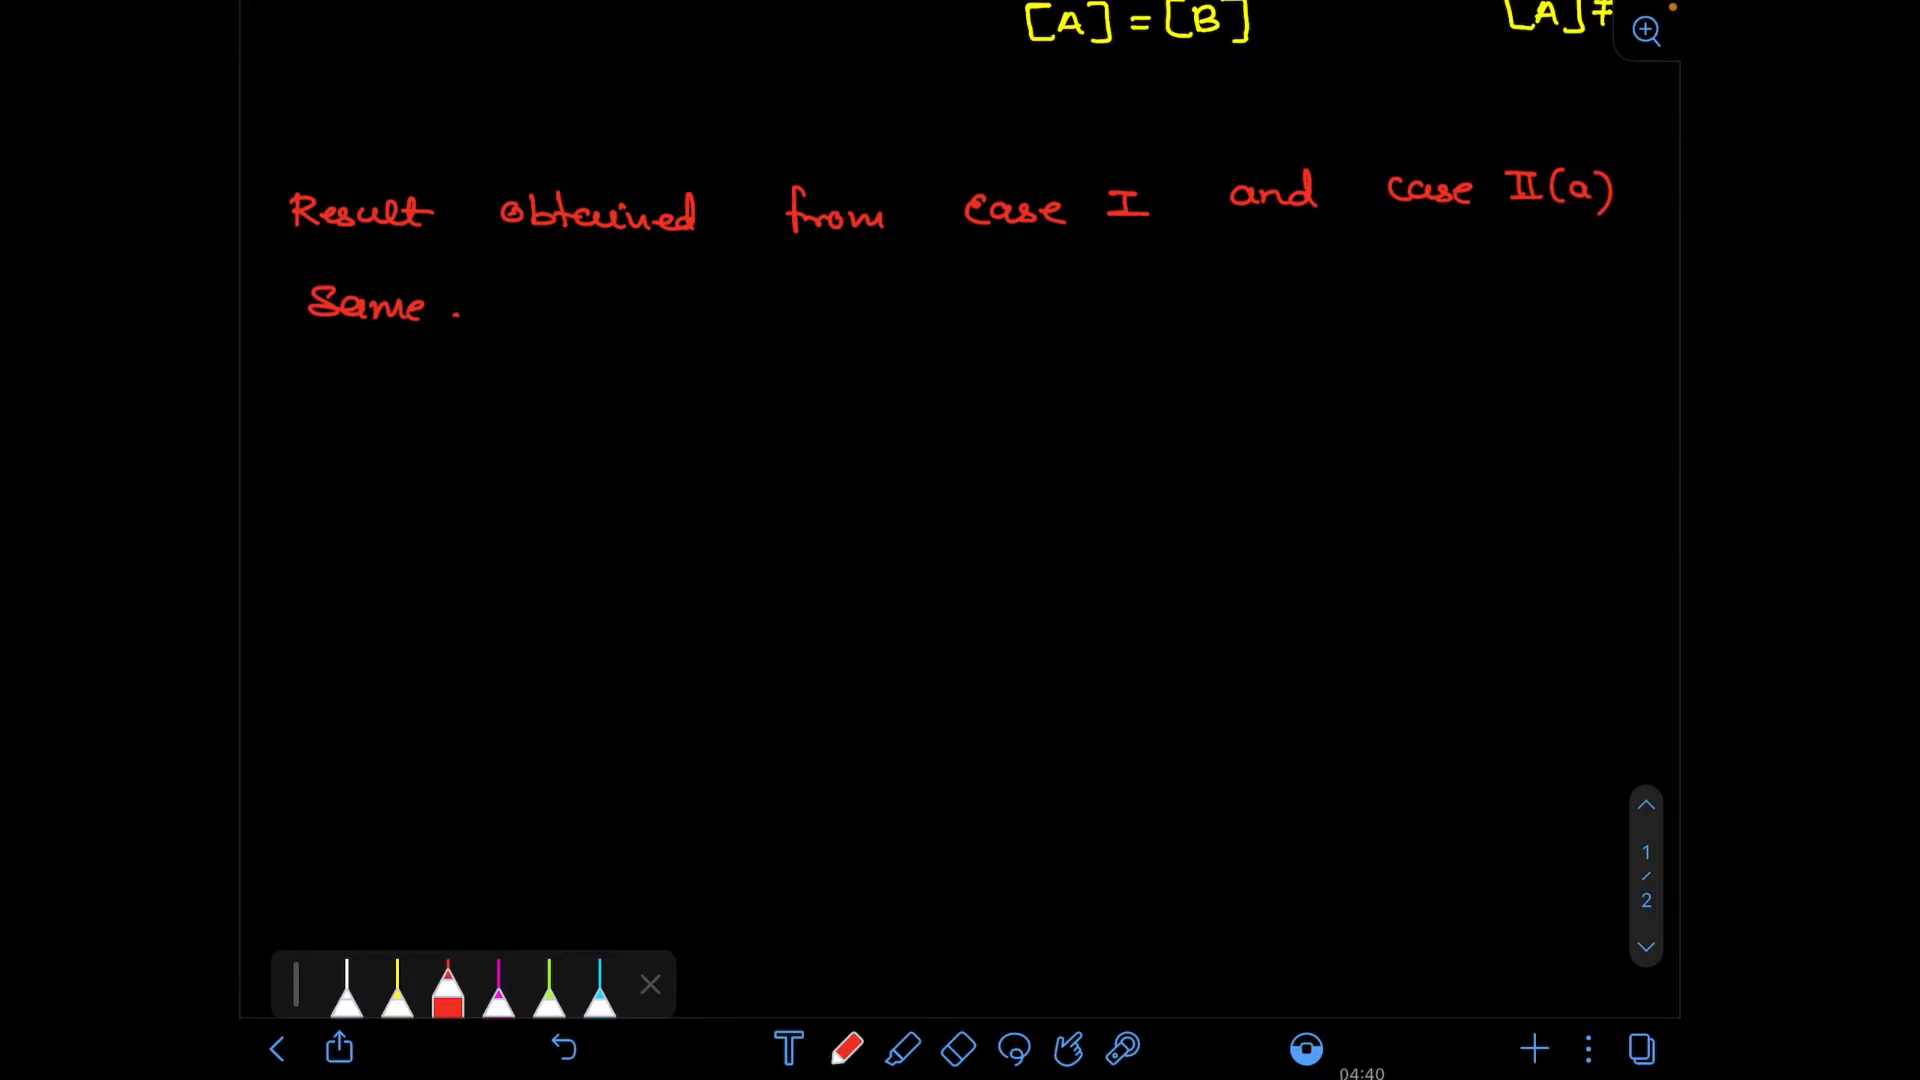 [A] = [B] [A] ≠
Result obtained from case I and case II(a)
Same.
1
/
2
T
04:40